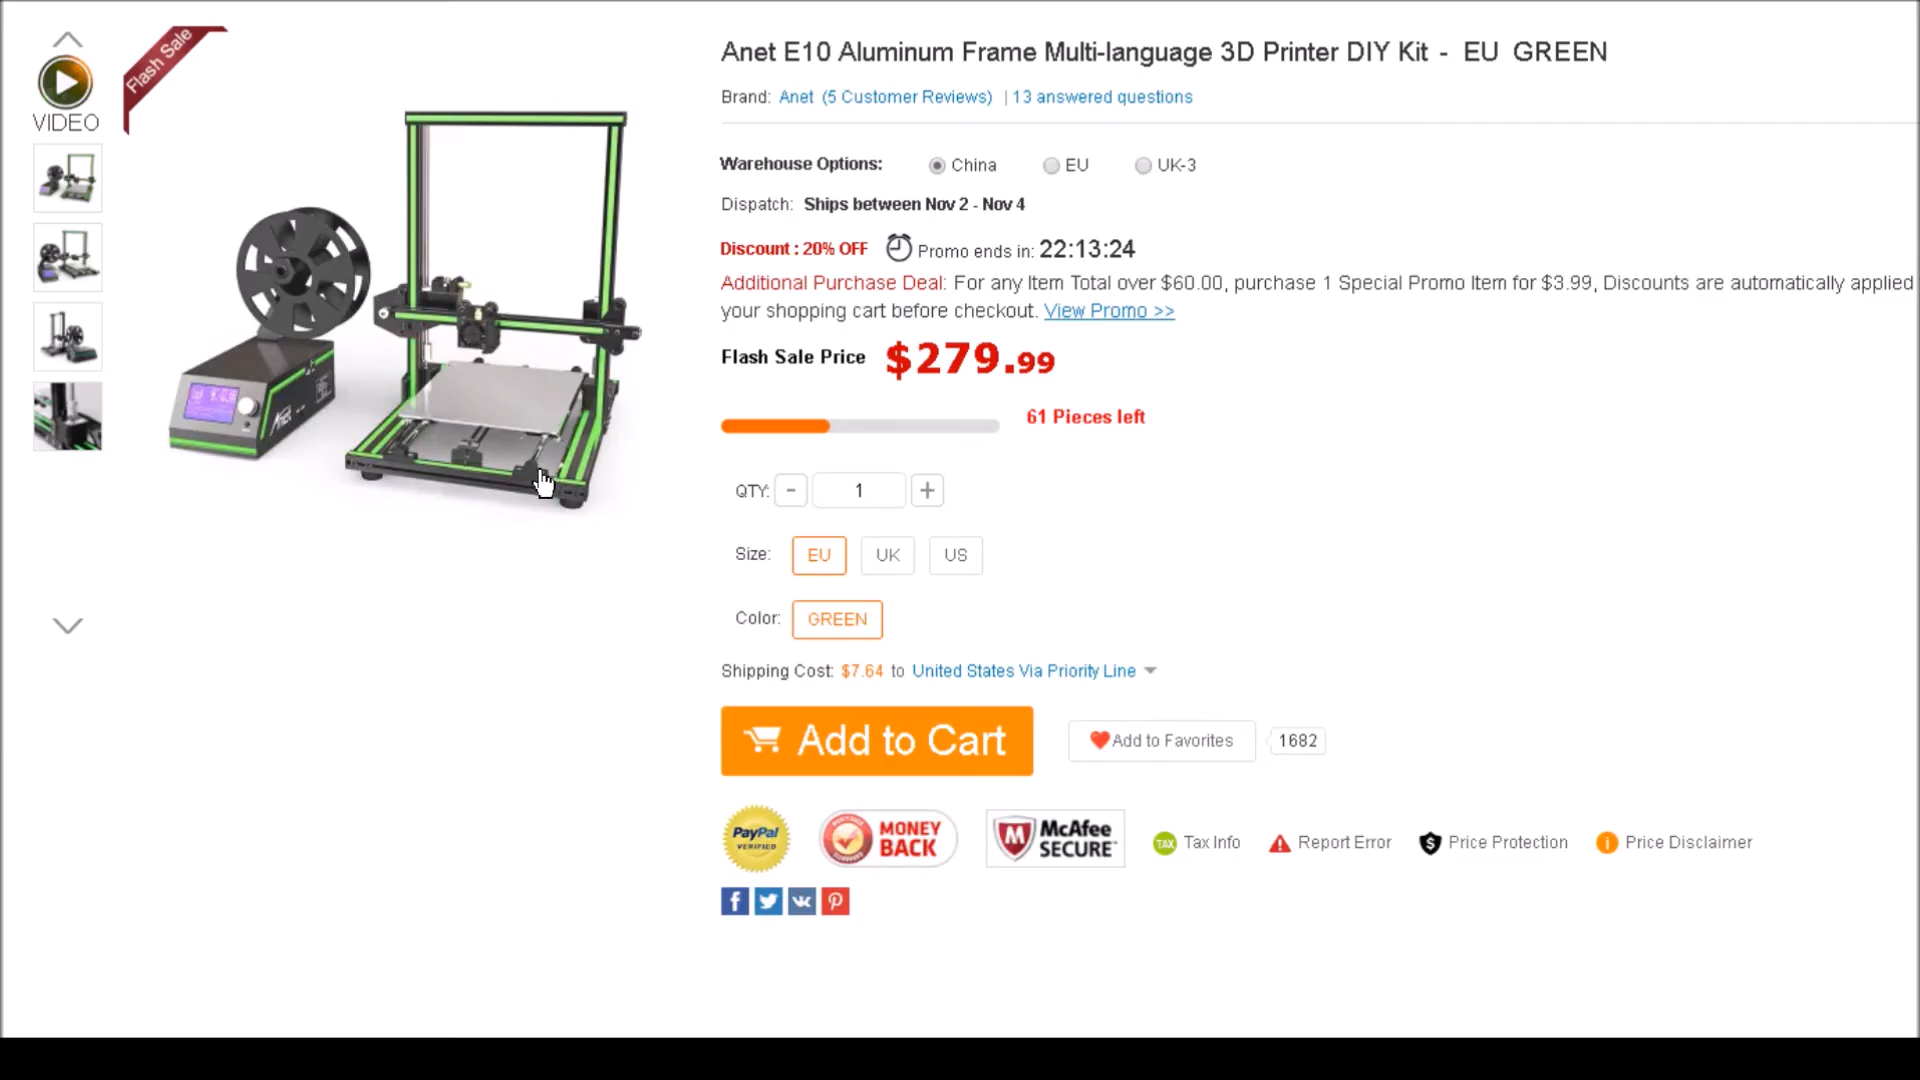 Flash Sale
VIDEO
Anet
Anet E10 Aluminum Frame Multi-language 3D Printer DIY Kit - EU GREEN
Brand: Anet (5 Customer Reviews) | 13 answered questions
Warehouse Options: China EU UK-3
Dispatch: Ships between Nov 2 - Nov 4
Discount : 20% OFF Promo ends in: 22:13:24
Additional Purchase Deal: For any Item Total over $60.00, purchase 1 Special Promo Item for $3.99, Discounts are automatically applied
your shopping cart before checkout. View Promo >>
Flash Sale Price $279.99
61 Pieces left
QTY: - 1 +
Size: EU UK US
Color: GREEN
Shipping Cost: $7.64 to United States Via Priority Line
Add to Cart Add to Favorites 1682
PayPal
VERIFIED
MONEY
BACK
McAfee
SECURE
TAX Tax Info Report Error $ Price Protection i Price Disclaimer